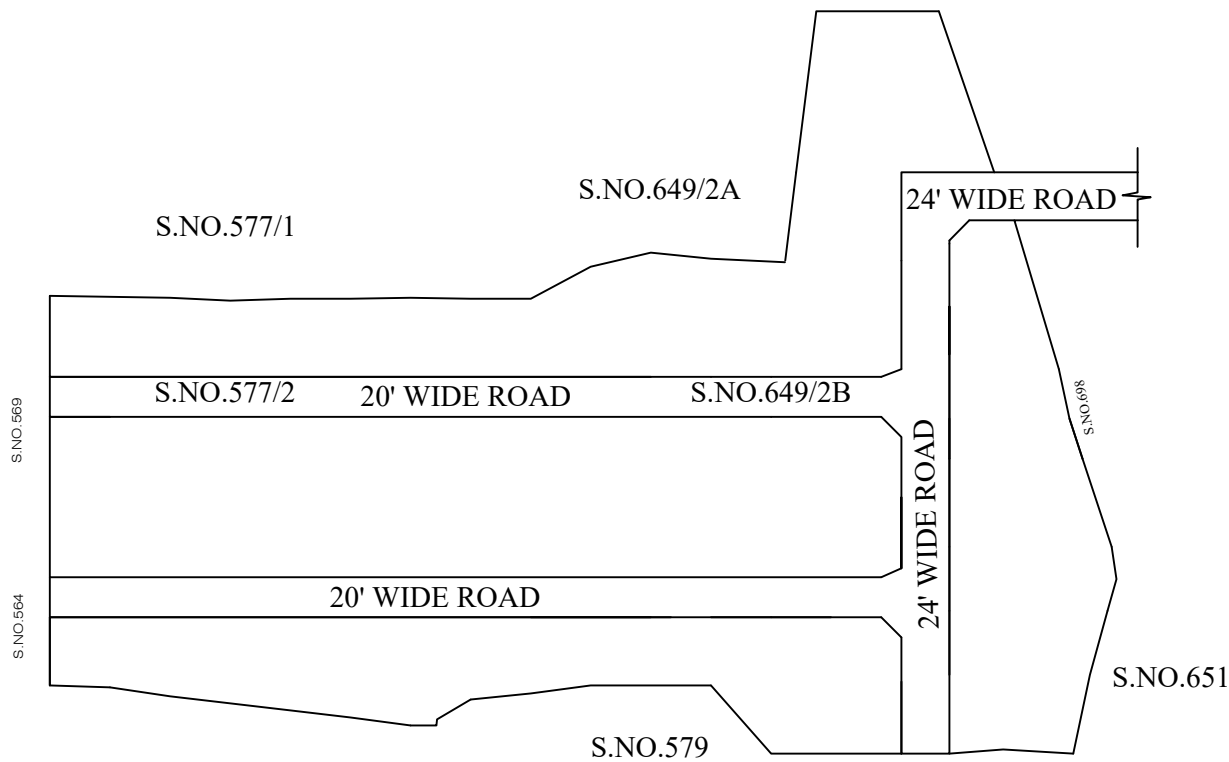 S.NO.649/2A
24' WIDE ROAD
S.NO.577/1
S.NO.577/2
20' WIDE ROAD
S.NO.649/2B
S.NO.698
S.NO.569
24' WIDE ROAD
20' WIDE ROAD
S.NO.564
S.NO.651
S.NO.579